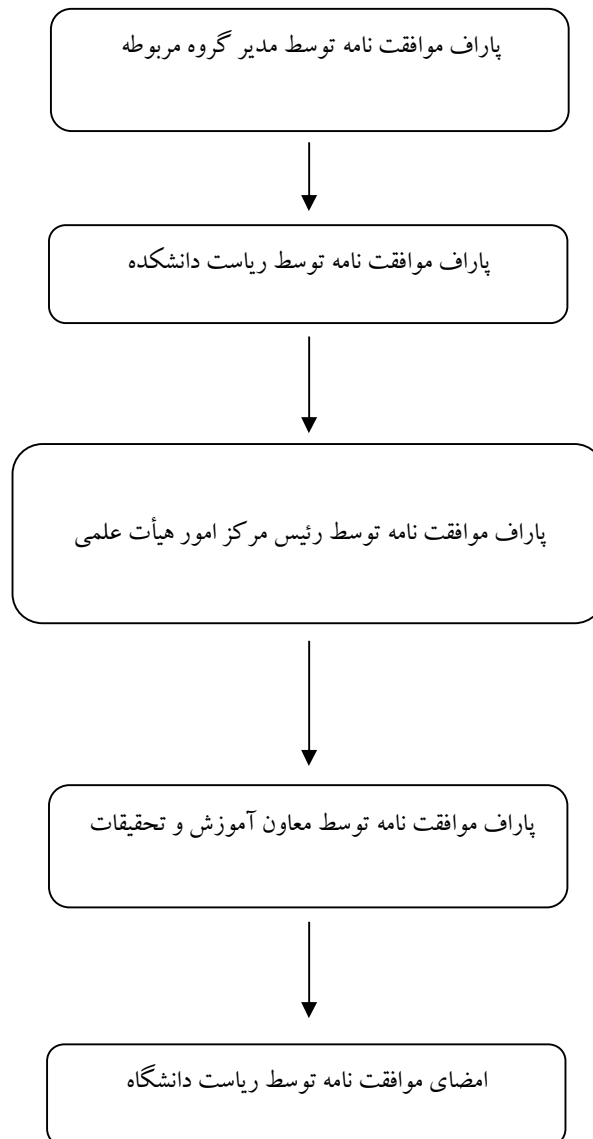 پاراف موافقت نامه توسط مدیر گروه مربوطه
پاراف موافقت نامه توسط ریاست دانشکده
پاراف موافقت نامه توسط رئیس مرکز امور هیأت علمی
پاراف موافقت نامه توسط معاون آموزش و تحقیقات
امضای موافقت نامه توسط ریاست دانشگاه